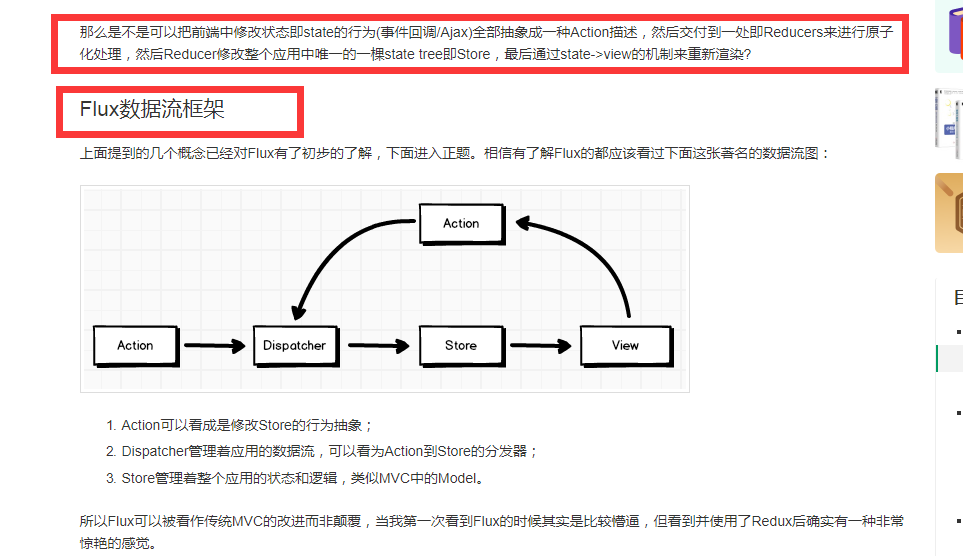 那么是不是可以把前端中修改状态即state的行为(事件回调/Ajax)全部抽象成一种Action描述，然后交付到一处即Reducers来进行原子
化处理，然后Reducer修改整个应用中唯一的一棵state tree即Store，最后通过state->view的机制来重新渲染?
Flux数据流框架
上面提到的几个概念已经对Flux有了初步的了解，下面进入正题。相信有了解Flux的都应该看过下面这张著名的数据流图：
Action
Action
Dispatcher
Store
View
1. Action可以看成是修改Store的行为抽象；
2. Dispatcher管理着应用的数据流，可以看为Action到Store的分发器；
3. Store管理着整个应用的状态和逻辑，类似MVC中的Model。
所以Flux可以被看作传统MVC的改进而非颠覆，当我第一次看到Flux的时候其实是比较懵逼，但看到并使用了Redux后确实有一种非常
惊艳的感觉。